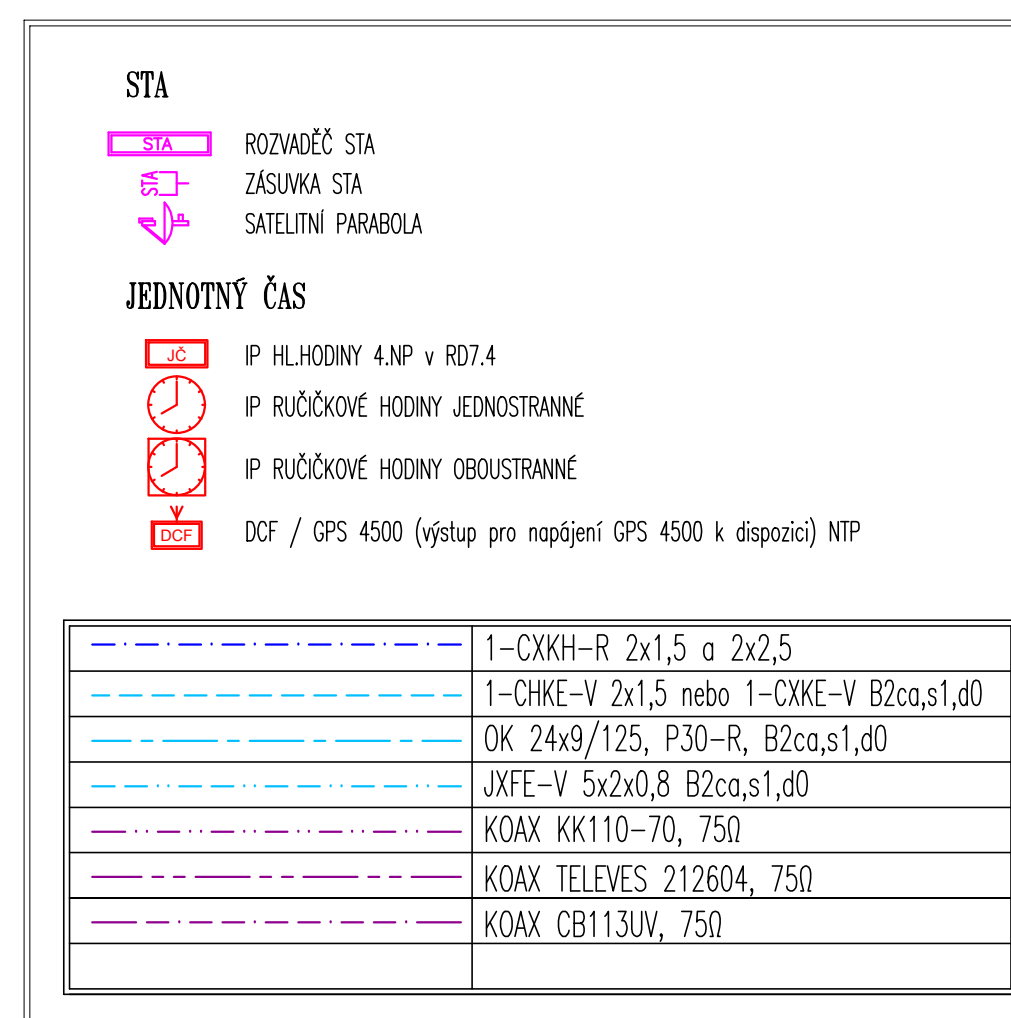 STA
STA ROZVADĚČ STA
STA ZÁSUVKA STA
SATELITNÍ PARABOLA
JEDNOTNÝ ČAS
JČ IP HL.HODINY 4.NP v RD7.4
IP RUČIČKOVÉ HODINY JEDNOSTRANNÉ
IP RUČIČKOVÉ HODINY OBOUSTRANNÉ
DCF DCF / GPS 4500 (výstup pro napájení GPS 4500 k dispozici) NTP
1-CXKH-R 2x1,5 a 2x2,5
1-CHKE-V 2x1,5 nebo 1-CXKE-V B2ca,s1,d0
OK 24x9/125, P30-R, B2ca,s1,d0
JXFE-V 5x2x0,8 B2ca,s1,d0
KOAX KK110-70, 75Ω
KOAX TELEVES 212604, 75Ω
KOAX CB113UV, 75Ω